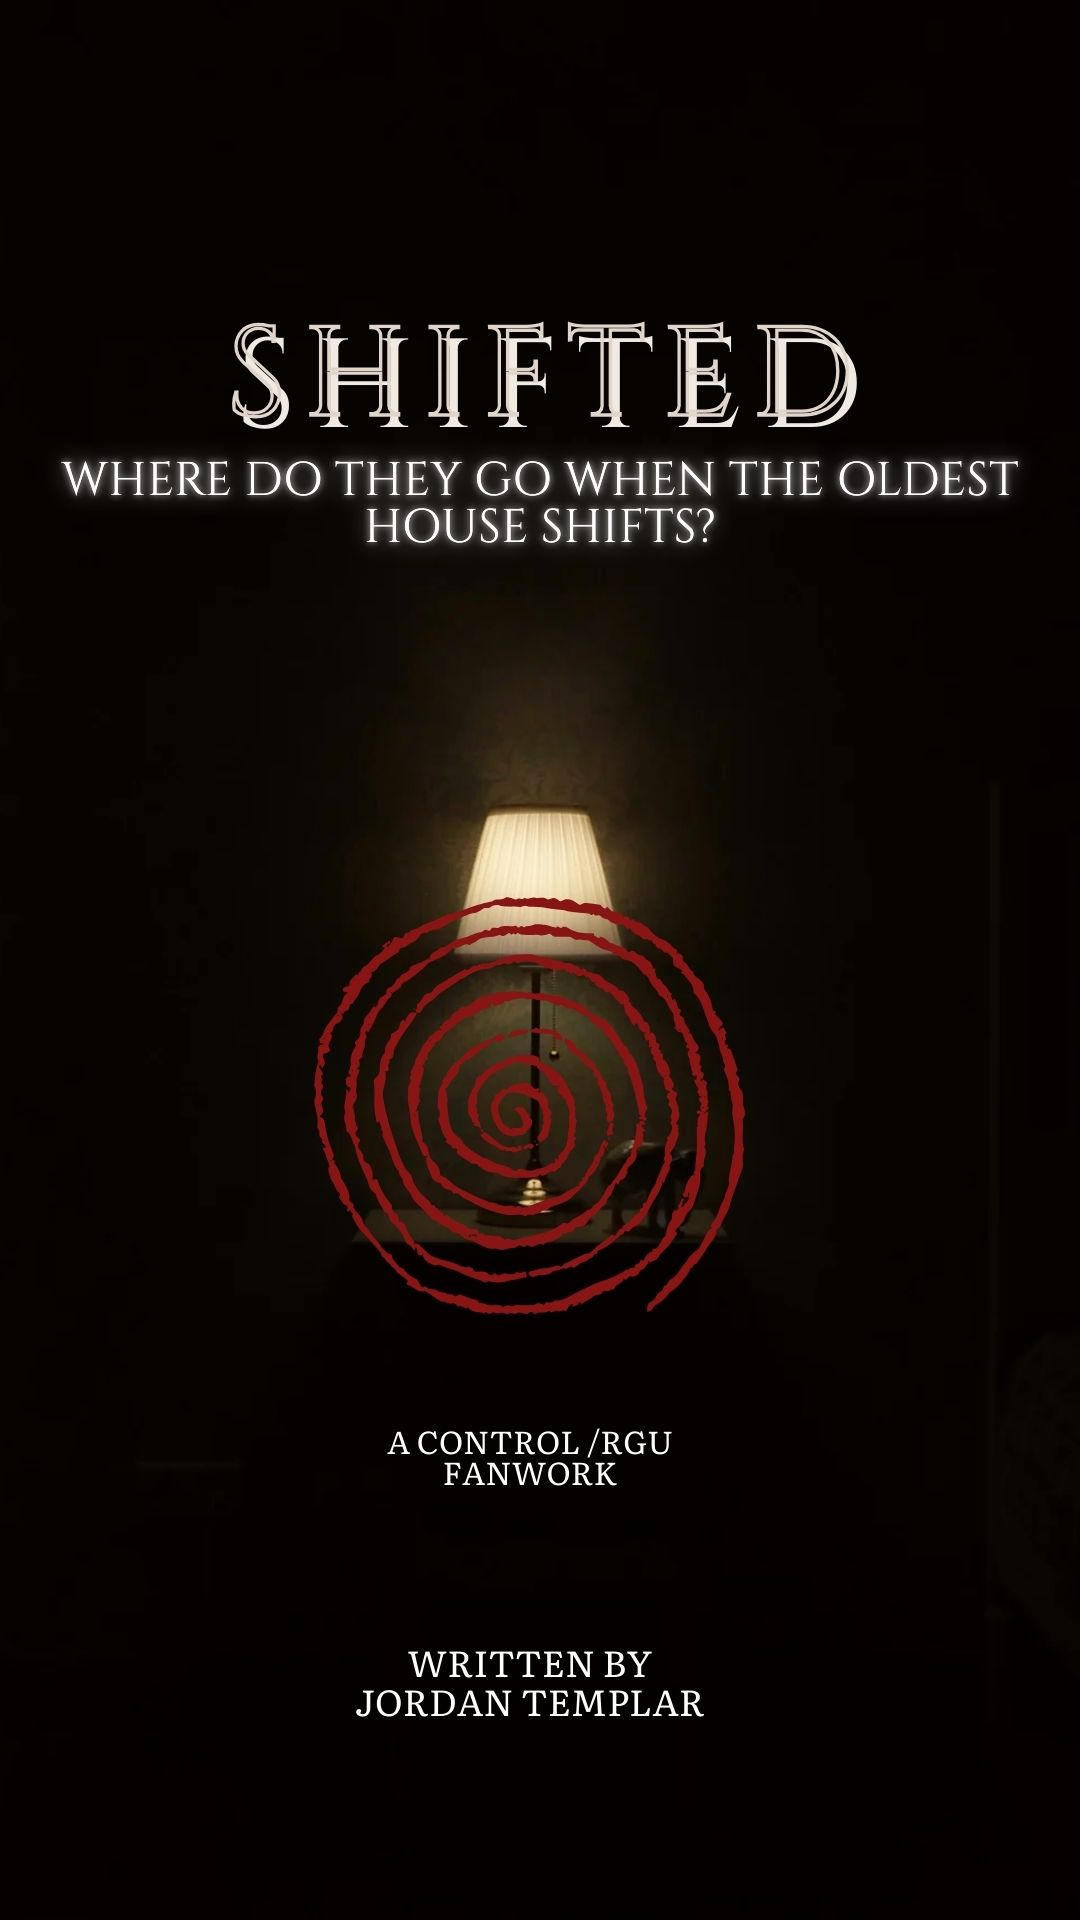 SHIFTED
WHERE DO THEY GO WHEN THE OLDEST
HOUSE SHIFTS?
A CONTROL /RGU
FANWORK
WRITTEN BY
JORDAN TEMPLAR